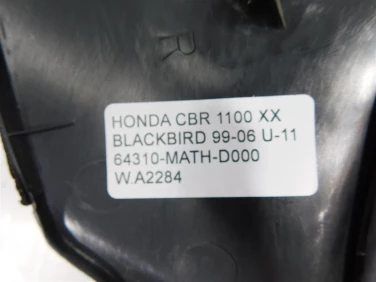 R
HONDA CBR 1100 XX
BLACKBIRD 99-06 U-11
64310-MATH-D000
W.A2284